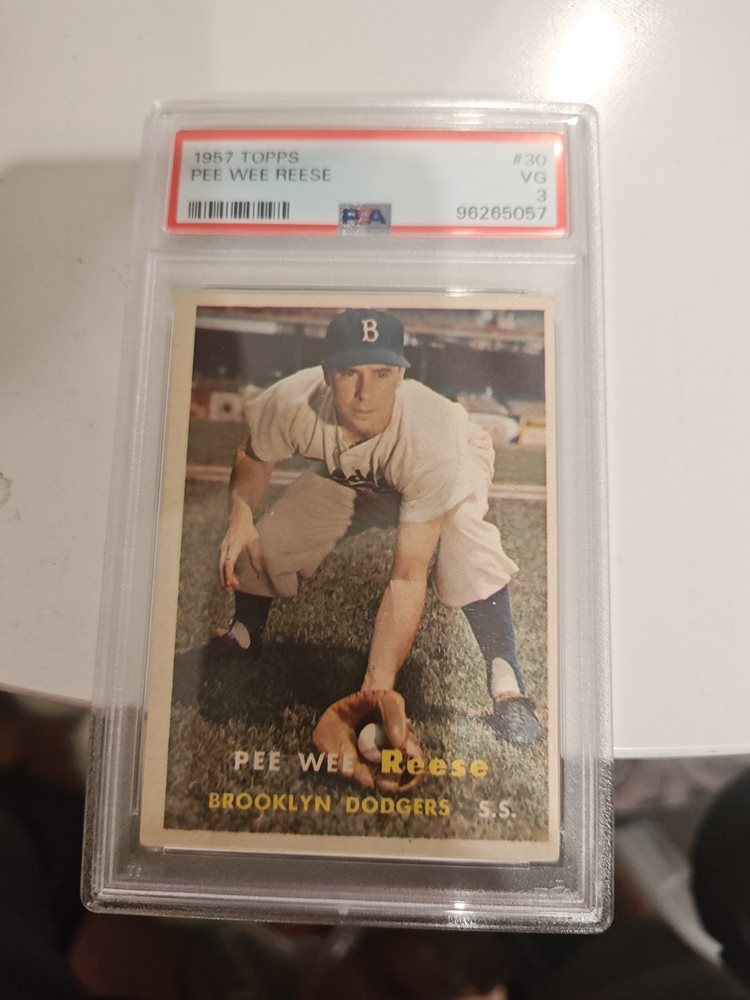 1957 TOPPS #30
PEE WEE REESE VG
3
PSA 96265057
B
PEE WEE Reese
BROOKLYN DODGERS S.S.